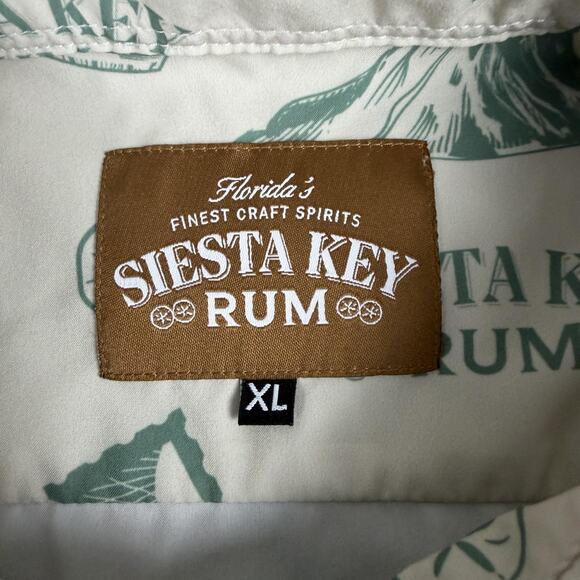 KEY
Florida's
FINEST CRAFT SPIRITS
SIESTA KEY
RUM
XL
TA K
RUM